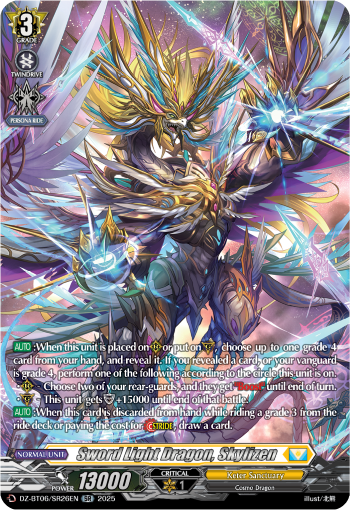 3
GRADE
TWINDRIVE
PERSONA RIDE
AUTO:When this unit is placed on or put on , choose up to one grade 4
card from your hand, and reveal it. If you revealed a card, or your vanguard
is grade 4, perform one of the following according to the circle this unit is on.
· Choose two of your rear-guards, and they get "Boost" until end of turn.
· This unit gets +15000 until end of that battle.
AUTO:When this card is discarded from hand while riding a grade 3 from the
ride deck or paying the cost for STRIDE, draw a card.
NORMAL UNIT
Sword Light Dragon, Skylizen
POWER 13000
CRITICAL
1
Keter Sanctuary
Cosmo Dragon
DZ-BT06/SR26EN SR 2025
illust/北熊